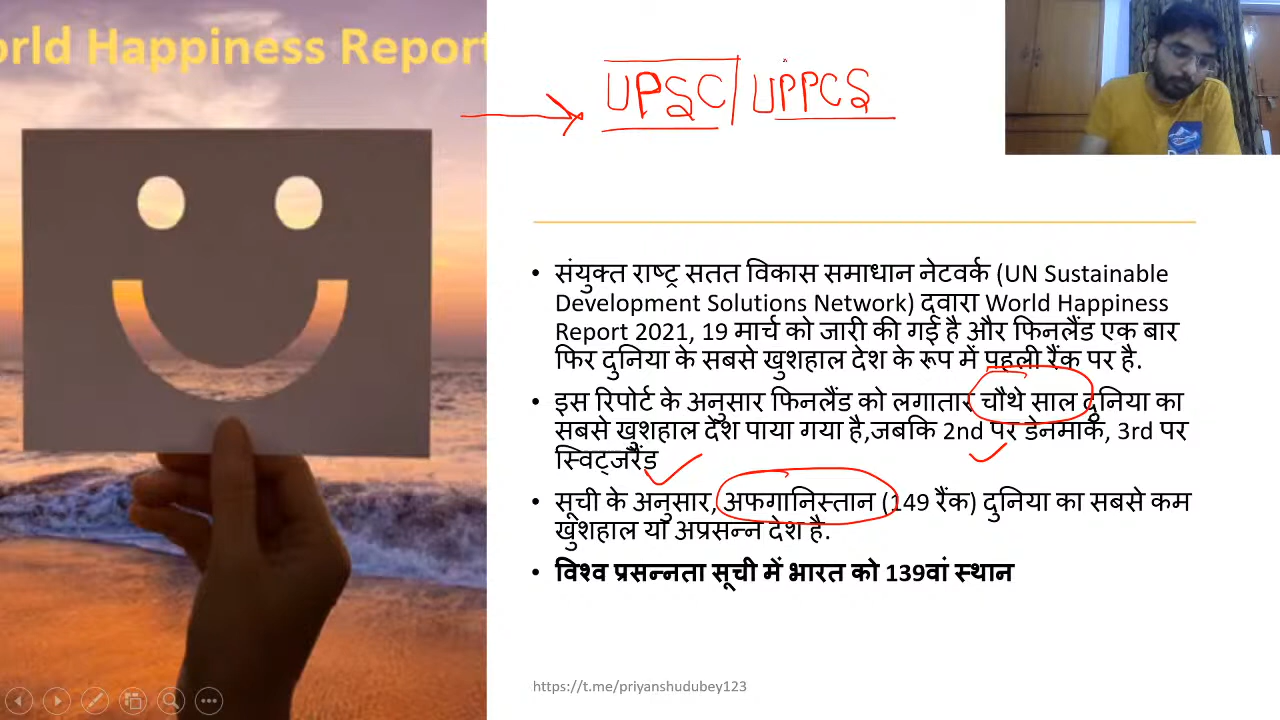 orld Happiness Report
UPSC/UPPCS
• संयुक्त राष्ट्र सतत विकास समाधान नेटवर्क (UN Sustainable
Development Solutions Network) दवारा World Happiness
Report 2021, 19 मार्च को जारी की गई है और फिनलैंड एक बार
फिर दुनिया के सबसे खुशहाल देश के रूप में पहली रैंक पर है.
• इस रिपोर्ट के अनुसार फिनलैंड को लगातार चौथे साल दुनिया का
सबसे खुशहाल देश पाया गया है,जबकि 2nd पर डेनमार्क, 3rd पर
स्विट्जरैंड
• सूची के अनुसार, अफगानिस्तान (149 रैंक) दुनिया का सबसे कम
खुशहाल या अप्रसन्न देश है.
• विश्व प्रसन्नता सूची में भारत को 139वां स्थान
https://t.me/priyanshudubey123